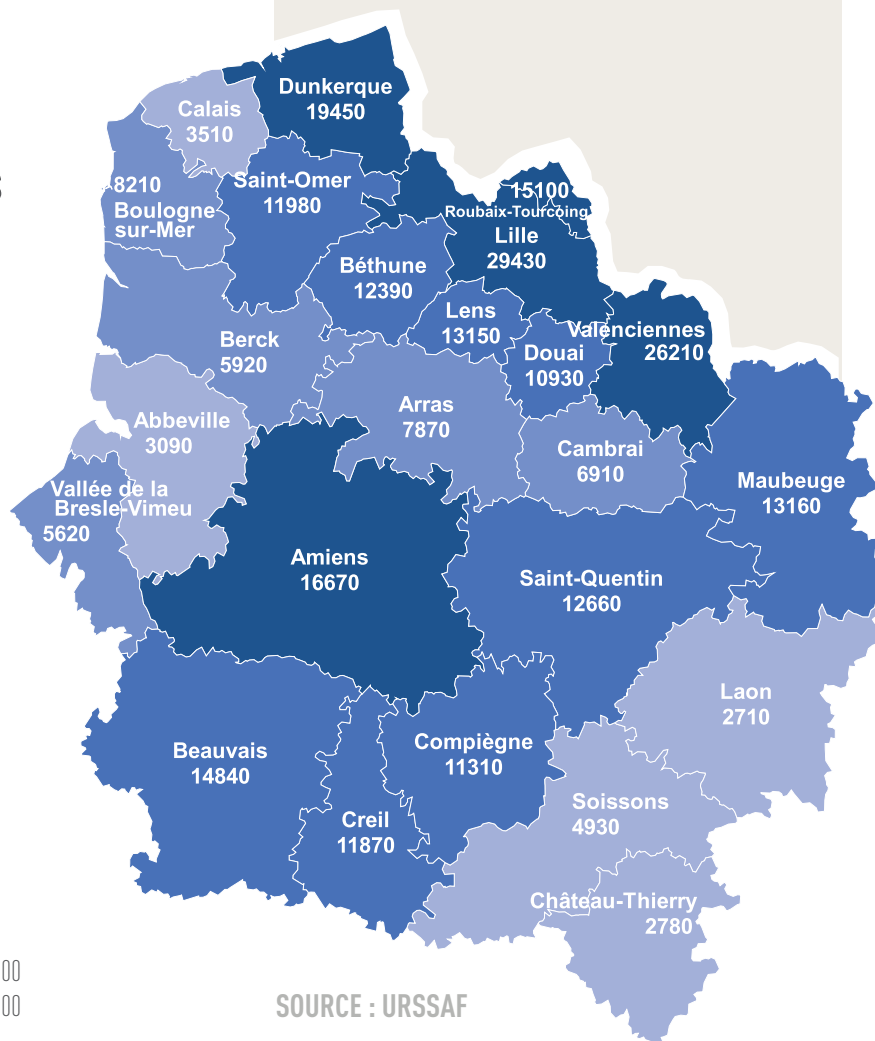 Dunkerque
19450
Calais
3510
S
8210
Boulogne
sur-Mer
Saint-Omer
11980
15100
Roubaix-Tourcoing
Lille
29430
Béthune
12390
Lens
13150
Valenciennes
26210
Douai
10930
Berck
5920
Arras
7870
Abbeville
3090
Cambrai
6910
Maubeuge
13160
Vallée de la
Bresle-Vimeu
5620
Amiens
16670
Saint-Quentin
12660
Laon
2710
Beauvais
14840
Compiègne
11310
Creil
11870
Soissons
4930
Château-Thierry
2780
00
00
SOURCE : URSSAF